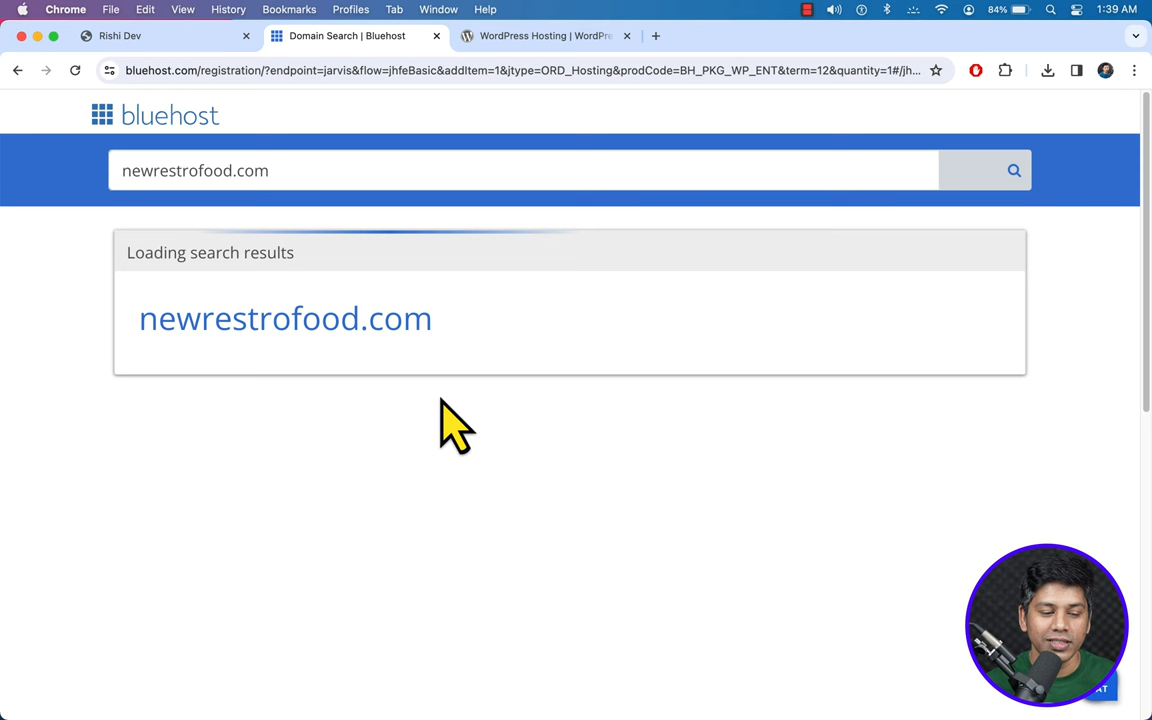 Chrome File Edit View History Bookmarks Profiles Tab Window Help 84% 1:39 AM
Rishi Dev Domain Search | Bluehost WordPress Hosting | WordPre
bluehost.com/registration/?endpoint=jarvis&flow=jhfeBasic&addItem=1&jtype=ORD_Hosting&prodCode=BH_PKG_WP_ENT&term=12&quantity=1#/jh...
bluehost
newrestrofood.com
Loading search results
newrestrofood.com